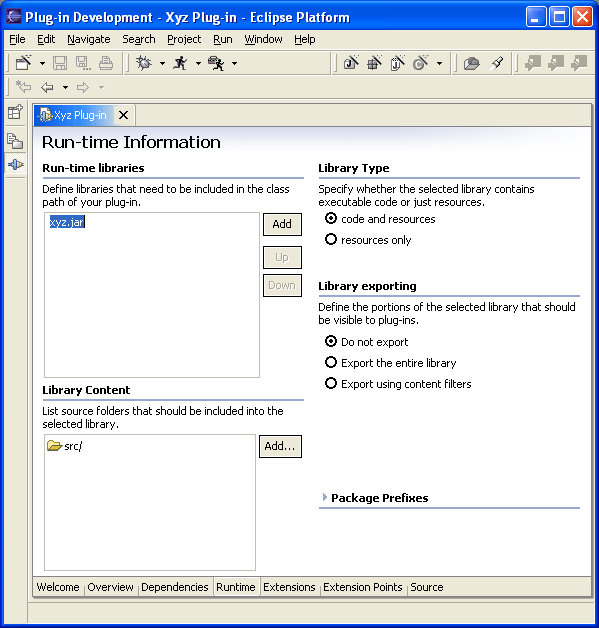 Plug-in Development - Xyz Plug-in - Eclipse Platform
File Edit Navigate Search Project Run Window Help
Xyz Plug-in
Run-time Information
Run-time libraries
Define libraries that need to be included in the class
path of your plug-in.
xyz.jar
Add
Up
Down
Library Content
List source folders that should be included into the
selected library.
src/
Add...
Library Type
Specify whether the selected library contains
executable code or just resources.
code and resources
resources only
Library exporting
Define the portions of the selected library that should
be visible to plug-ins.
Do not export
Export the entire library
Export using content filters
Package Prefixes
Welcome Overview Dependencies Runtime Extensions Extension Points Source